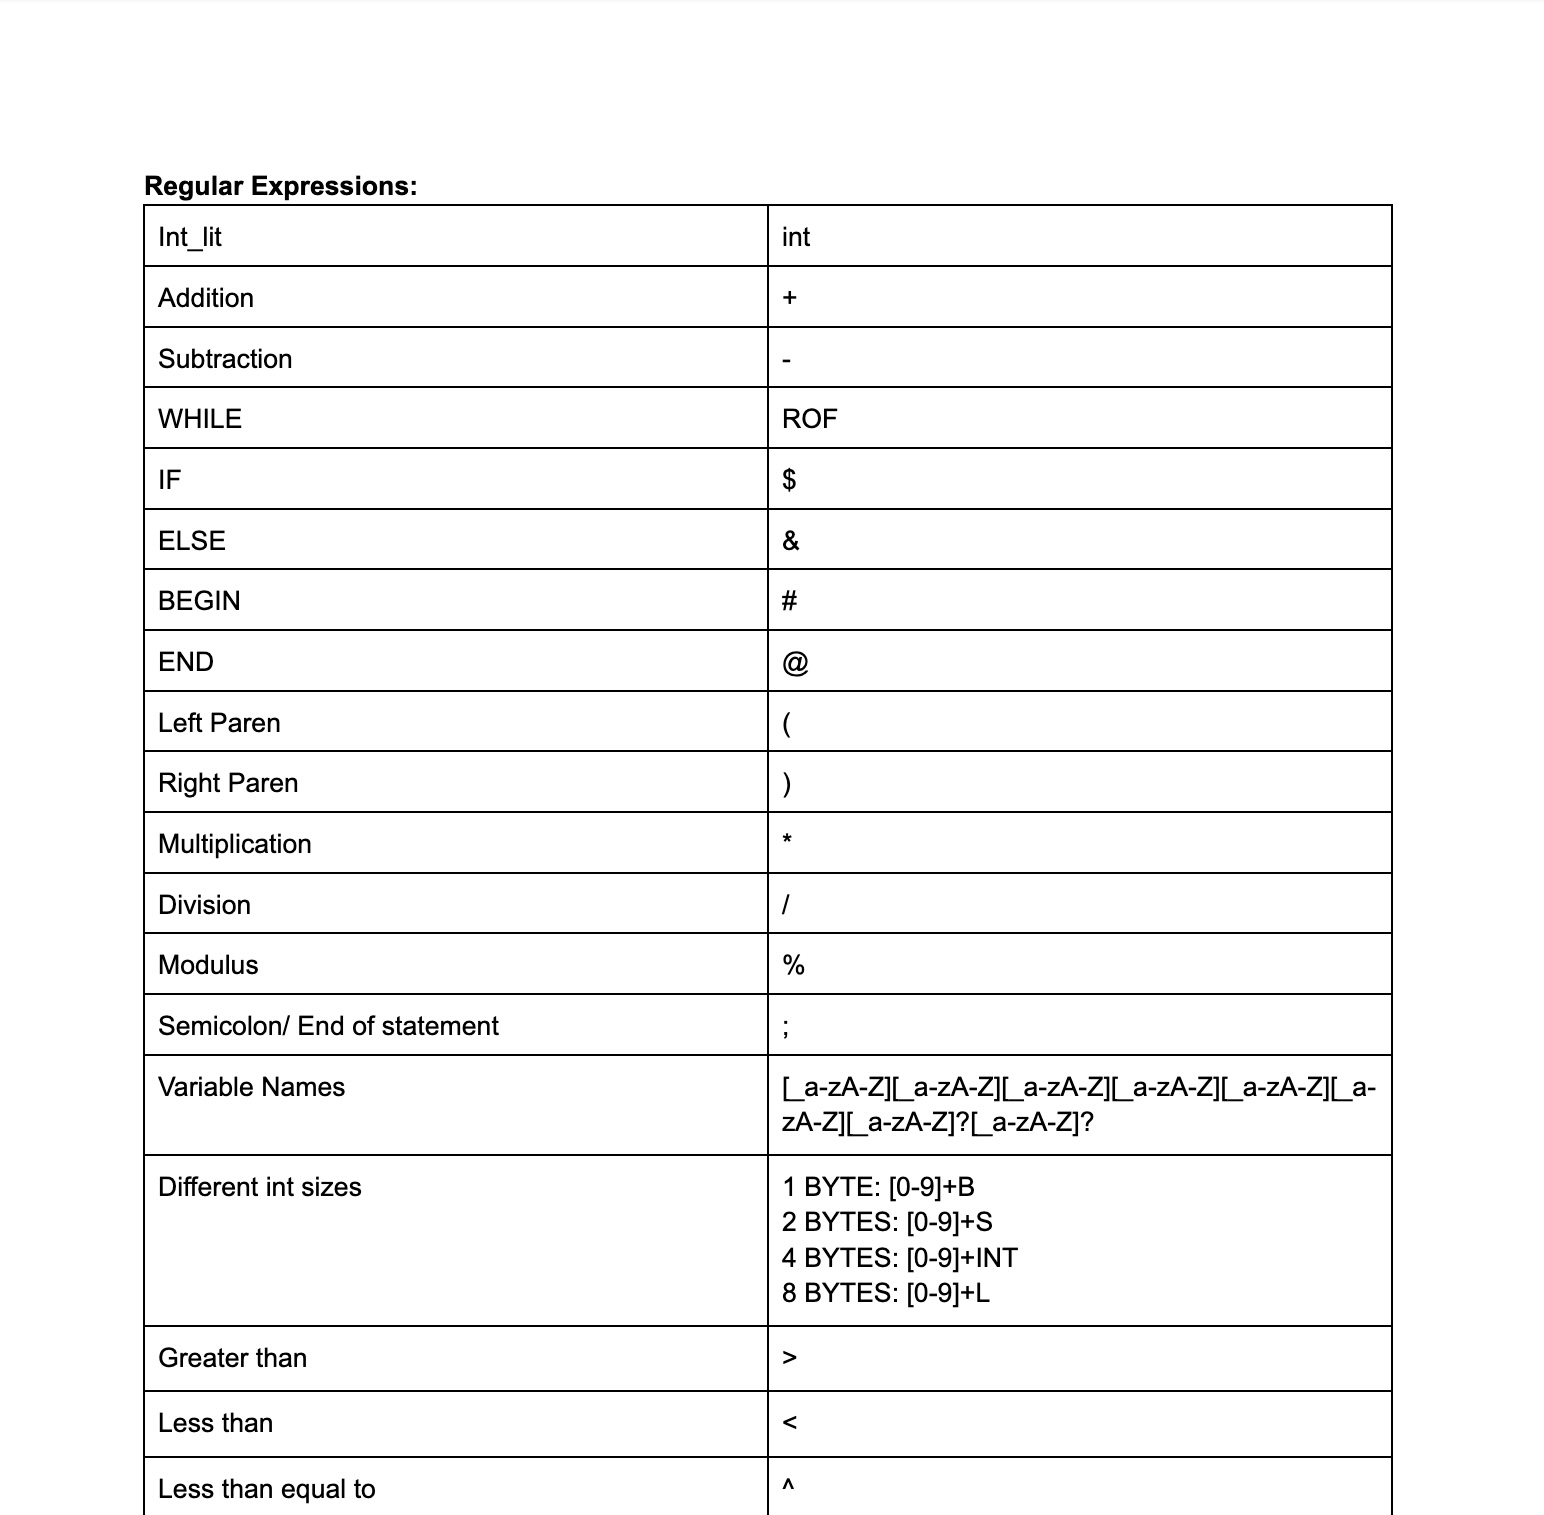 Regular Expressions:
Int_lit int
Addition +
Subtraction -
WHILE ROF
IF $
ELSE &
BEGIN #
END @
Left Paren (
Right Paren )
Multiplication *
Division /
Modulus %
Semicolon/ End of statement ;
Variable Names [_a-zA-Z][_a-zA-Z][_a-zA-Z][_a-zA-Z][_a-zA-Z][_a-
zA-Z][_a-zA-Z]?[_a-zA-Z]?
Different int sizes 1 BYTE: [0-9]+B
2 BYTES: [0-9]+S
4 BYTES: [0-9]+INT
8 BYTES: [0-9]+L
Greater than >
Less than <
Less than equal to ^